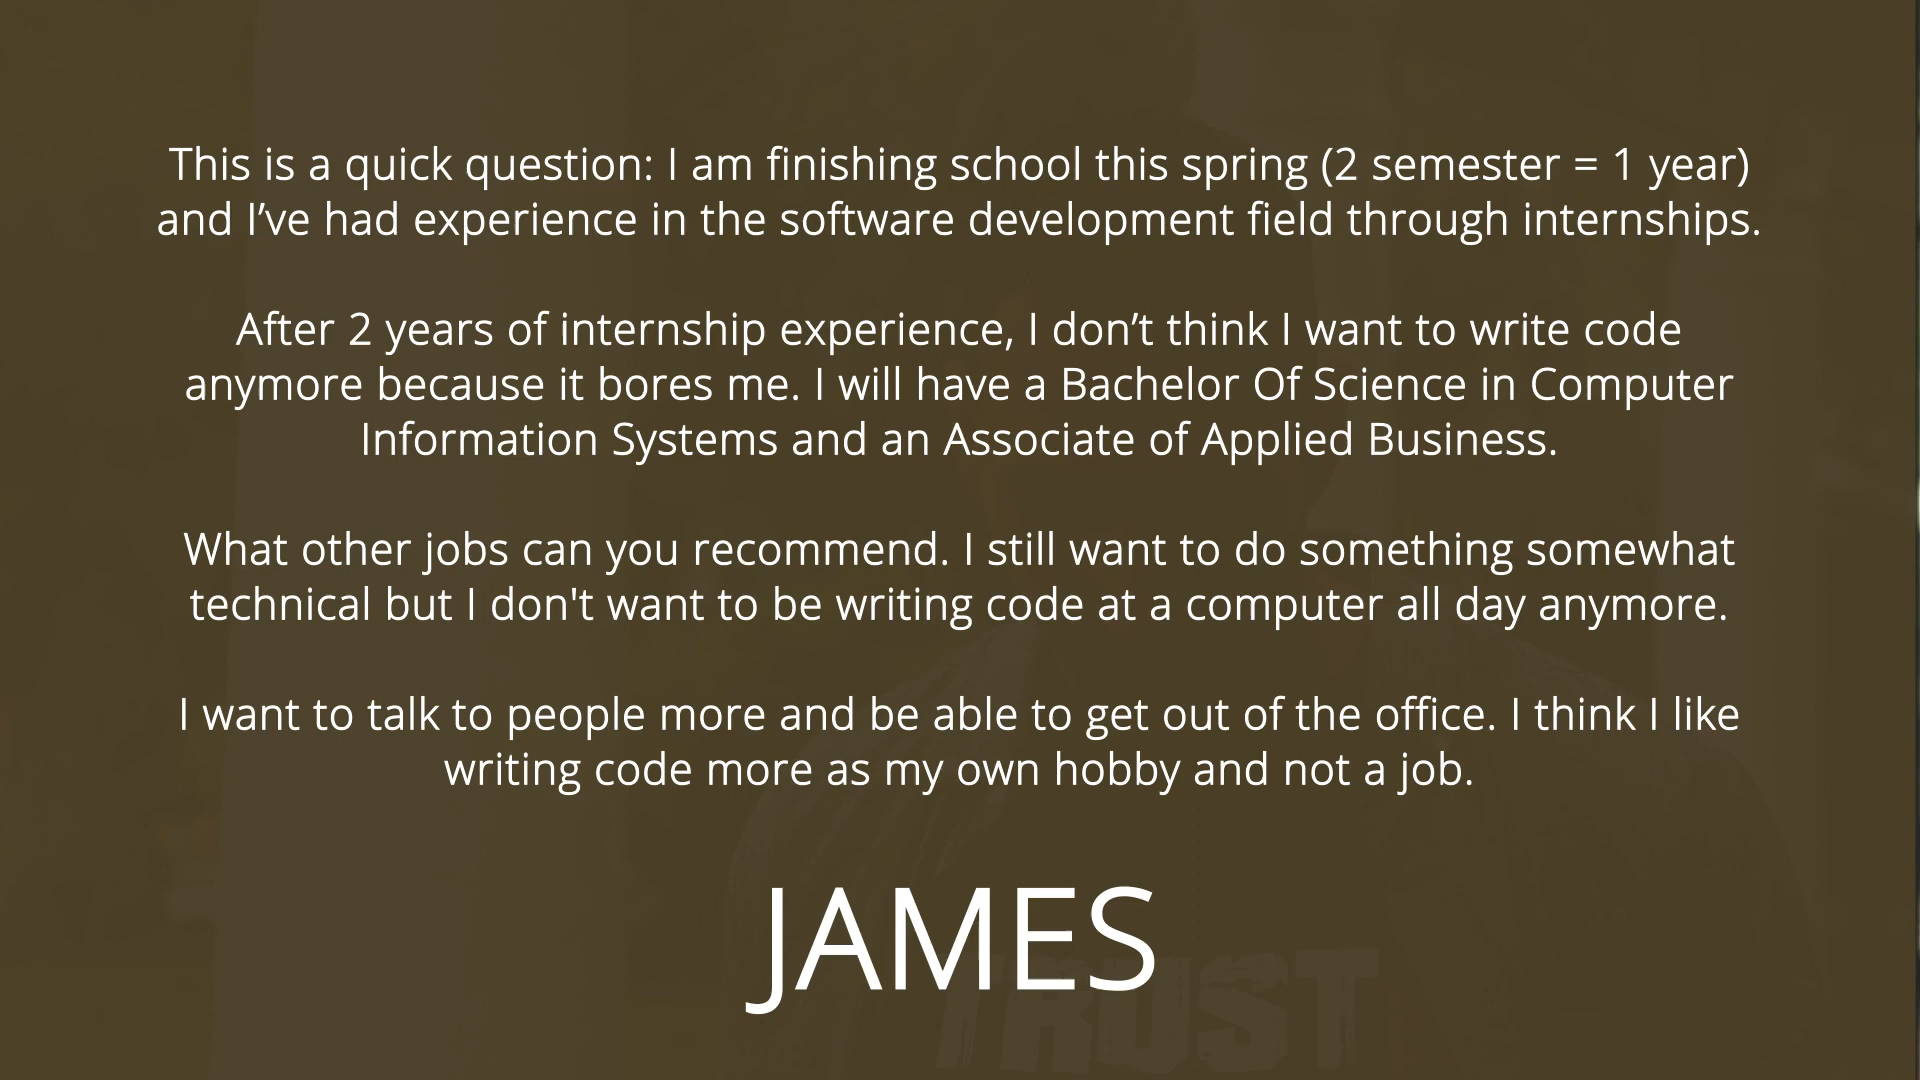 This is a quick question: I am finishing school this spring (2 semester = 1 year)
and I’ve had experience in the software development field through internships.
After 2 years of internship experience, I don’t think I want to write code
anymore because it bores me. I will have a Bachelor Of Science in Computer
Information Systems and an Associate of Applied Business.
What other jobs can you recommend. I still want to do something somewhat
technical but I don't want to be writing code at a computer all day anymore.
I want to talk to people more and be able to get out of the office. I think I like
writing code more as my own hobby and not a job.
JAMES
TRUST